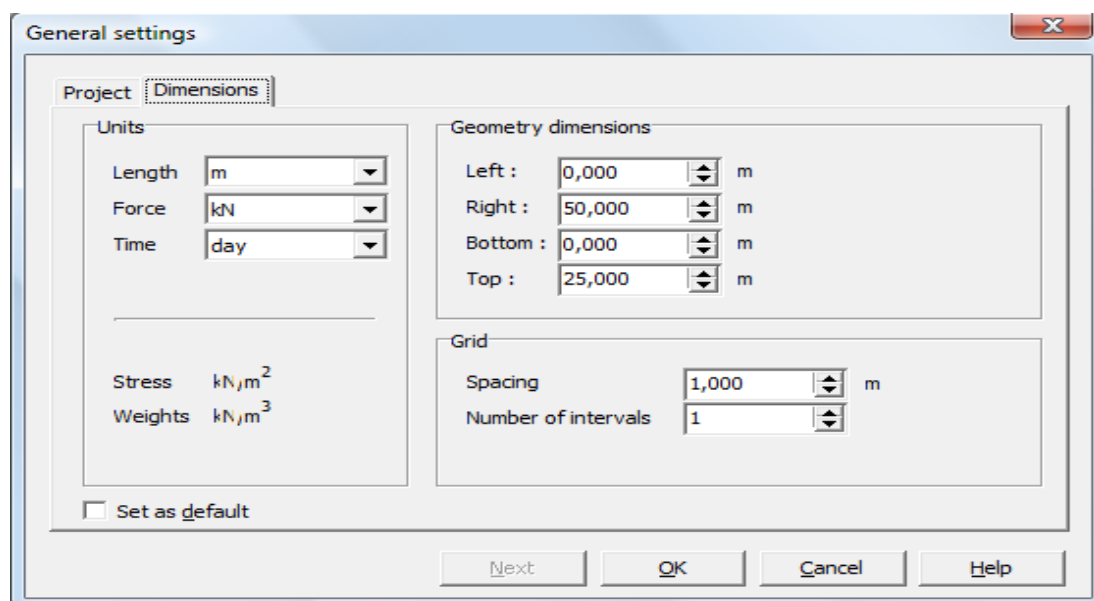 General settings
Project Dimensions
Units
Length m
Force kN
Time day
Stress kN/m²
Weights kN/m³
Set as default
Geometry dimensions
Left : 0,000 m
Right : 50,000 m
Bottom : 0,000 m
Top : 25,000 m
Grid
Spacing 1,000 m
Number of intervals 1
Next OK Cancel Help